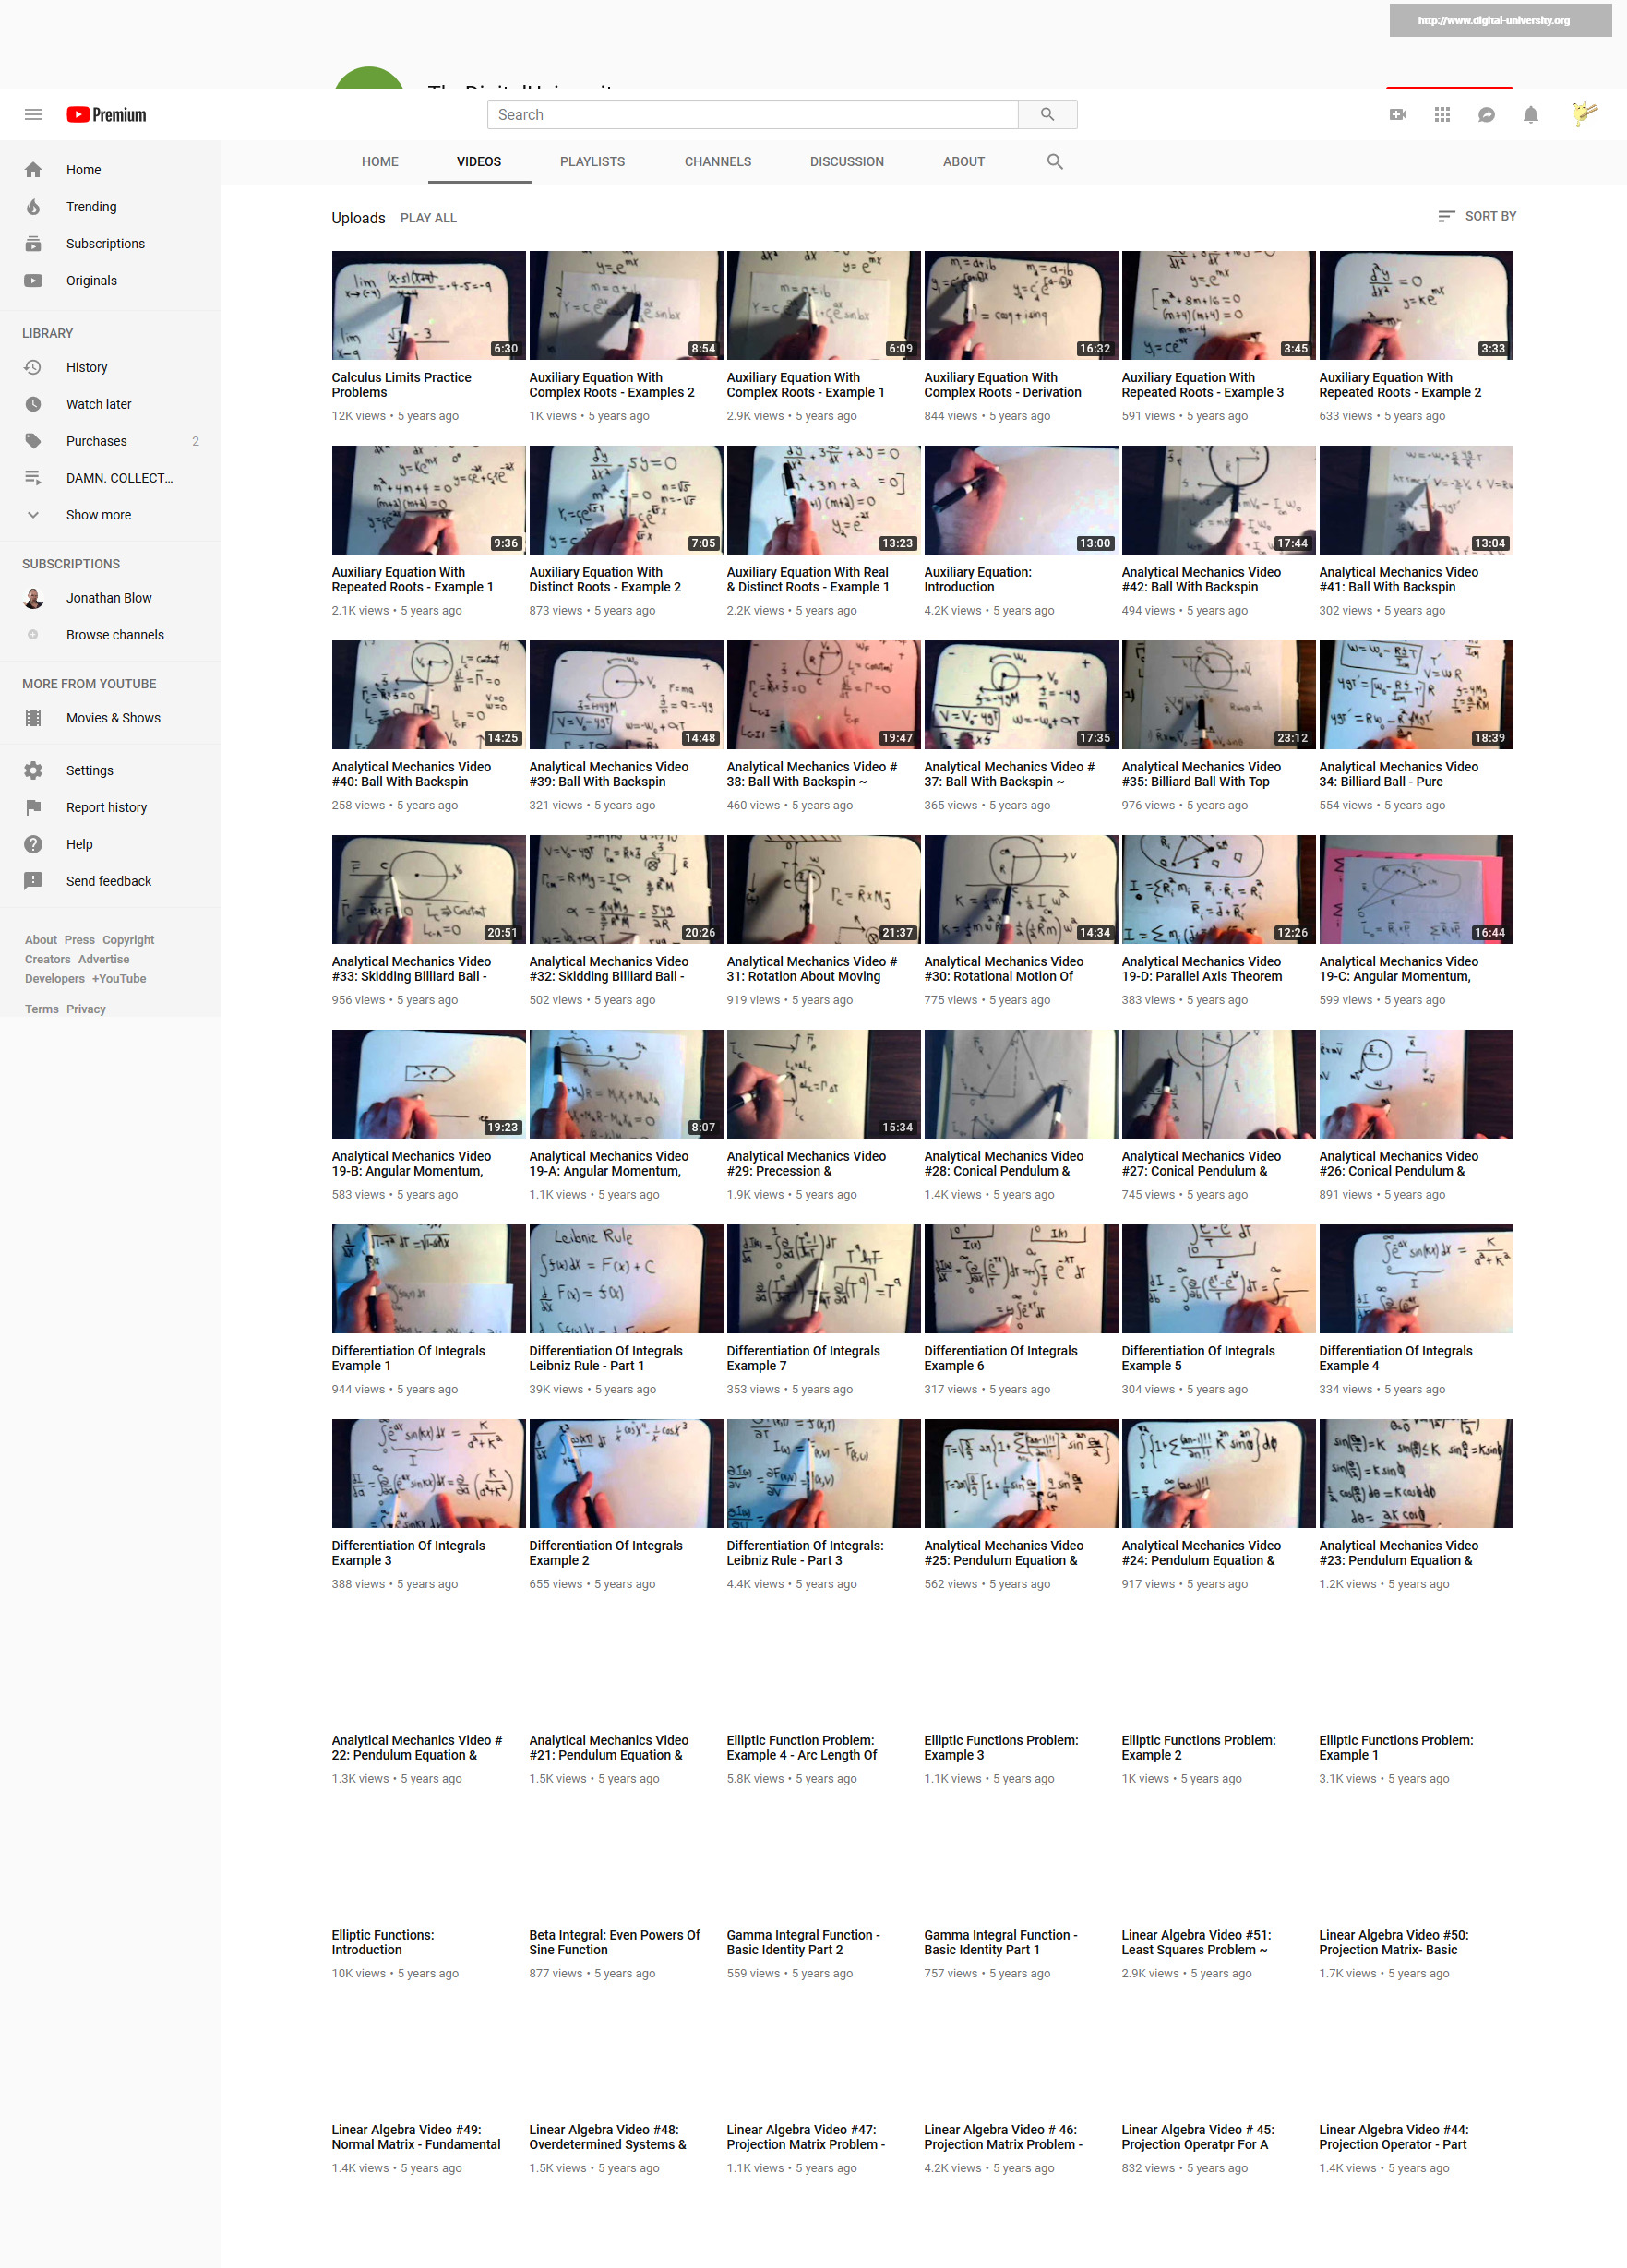 http://www.digital-university.org
Premium
Search
HOME VIDEOS PLAYLISTS CHANNELS DISCUSSION ABOUT
Home
Trending
Subscriptions
Originals
LIBRARY
History
Watch later
Purchases 2
DAMN. COLLECT...
Show more
SUBSCRIPTIONS
Jonathan Blow
Browse channels
MORE FROM YOUTUBE
Movies & Shows
Settings
Report history
Help
Send feedback
About Press Copyright
Creators Advertise
Developers +YouTube
Terms Privacy
Uploads PLAY ALL
SORT BY
6:30
Calculus Limits Practice
Problems
12K views • 5 years ago
8:54
Auxiliary Equation With
Complex Roots - Examples 2
1K views • 5 years ago
6:09
Auxiliary Equation With
Complex Roots - Example 1
2.9K views • 5 years ago
16:32
Auxiliary Equation With
Complex Roots - Derivation
844 views • 5 years ago
3:45
Auxiliary Equation With
Repeated Roots - Example 3
591 views • 5 years ago
3:33
Auxiliary Equation With
Repeated Roots - Example 2
633 views • 5 years ago
9:36
Auxiliary Equation With
Repeated Roots - Example 1
2.1K views • 5 years ago
7:05
Auxiliary Equation With
Distinct Roots - Example 2
873 views • 5 years ago
13:23
Auxiliary Equation With Real
& Distinct Roots - Example 1
2.2K views • 5 years ago
13:00
Auxiliary Equation:
Introduction
4.2K views • 5 years ago
17:44
Analytical Mechanics Video
#42: Ball With Backspin
494 views • 5 years ago
13:04
Analytical Mechanics Video
#41: Ball With Backspin
302 views • 5 years ago
14:25
Analytical Mechanics Video
#40: Ball With Backspin
258 views • 5 years ago
14:48
Analytical Mechanics Video
#39: Ball With Backspin
321 views • 5 years ago
19:47
Analytical Mechanics Video #
38: Ball With Backspin ~
460 views • 5 years ago
17:35
Analytical Mechanics Video #
37: Ball With Backspin ~
365 views • 5 years ago
23:12
Analytical Mechanics Video
#35: Billiard Ball With Top
976 views • 5 years ago
18:39
Analytical Mechanics Video
34: Billiard Ball - Pure
554 views • 5 years ago
20:51
Analytical Mechanics Video
#33: Skidding Billiard Ball -
956 views • 5 years ago
20:26
Analytical Mechanics Video
#32: Skidding Billiard Ball -
502 views • 5 years ago
21:37
Analytical Mechanics Video #
31: Rotation About Moving
919 views • 5 years ago
14:34
Analytical Mechanics Video
#30: Rotational Motion Of
775 views • 5 years ago
12:26
Analytical Mechanics Video
19-D: Parallel Axis Theorem
383 views • 5 years ago
16:44
Analytical Mechanics Video
19-C: Angular Momentum,
599 views • 5 years ago
19:23
Analytical Mechanics Video
19-B: Angular Momentum,
583 views • 5 years ago
8:07
Analytical Mechanics Video
19-A: Angular Momentum,
1.1K views • 5 years ago
15:34
Analytical Mechanics Video
#29: Precession &
1.9K views • 5 years ago
Analytical Mechanics Video
#28: Conical Pendulum &
1.4K views • 5 years ago
Analytical Mechanics Video
#27: Conical Pendulum &
745 views • 5 years ago
Analytical Mechanics Video
#26: Conical Pendulum &
891 views • 5 years ago
Differentiation Of Integrals
Evample 1
944 views • 5 years ago
Leibniz Rule
Differentiation Of Integrals
Leibniz Rule - Part 1
39K views • 5 years ago
Differentiation Of Integrals
Example 7
353 views • 5 years ago
Differentiation Of Integrals
Example 6
317 views • 5 years ago
Differentiation Of Integrals
Example 5
304 views • 5 years ago
Differentiation Of Integrals
Example 4
334 views • 5 years ago
Differentiation Of Integrals
Example 3
388 views • 5 years ago
Differentiation Of Integrals
Example 2
655 views • 5 years ago
Differentiation Of Integrals:
Leibniz Rule - Part 3
4.4K views • 5 years ago
Analytical Mechanics Video
#25: Pendulum Equation &
562 views • 5 years ago
Analytical Mechanics Video
#24: Pendulum Equation &
917 views • 5 years ago
Analytical Mechanics Video
#23: Pendulum Equation &
1.2K views • 5 years ago
Analytical Mechanics Video #
22: Pendulum Equation &
1.3K views • 5 years ago
Analytical Mechanics Video
#21: Pendulum Equation &
1.5K views • 5 years ago
Elliptic Function Problem:
Example 4 - Arc Length Of
5.8K views • 5 years ago
Elliptic Functions Problem:
Example 3
1.1K views • 5 years ago
Elliptic Functions Problem:
Example 2
1K views • 5 years ago
Elliptic Functions Problem:
Example 1
3.1K views • 5 years ago
Elliptic Functions:
Introduction
10K views • 5 years ago
Beta Integral: Even Powers Of
Sine Function
877 views • 5 years ago
Gamma Integral Function -
Basic Identity Part 2
559 views • 5 years ago
Gamma Integral Function -
Basic Identity Part 1
757 views • 5 years ago
Linear Algebra Video #51:
Least Squares Problem ~
2.9K views • 5 years ago
Linear Algebra Video #50:
Projection Matrix- Basic
1.7K views • 5 years ago
Linear Algebra Video #49:
Normal Matrix - Fundamental
1.4K views • 5 years ago
Linear Algebra Video #48:
Overdetermined Systems &
1.5K views • 5 years ago
Linear Algebra Video #47:
Projection Matrix Problem -
1.1K views • 5 years ago
Linear Algebra Video # 46:
Projection Matrix Problem -
4.2K views • 5 years ago
Linear Algebra Video # 45:
Projection Operatpr For A
832 views • 5 years ago
Linear Algebra Video #44:
Projection Operator - Part
1.4K views • 5 years ago